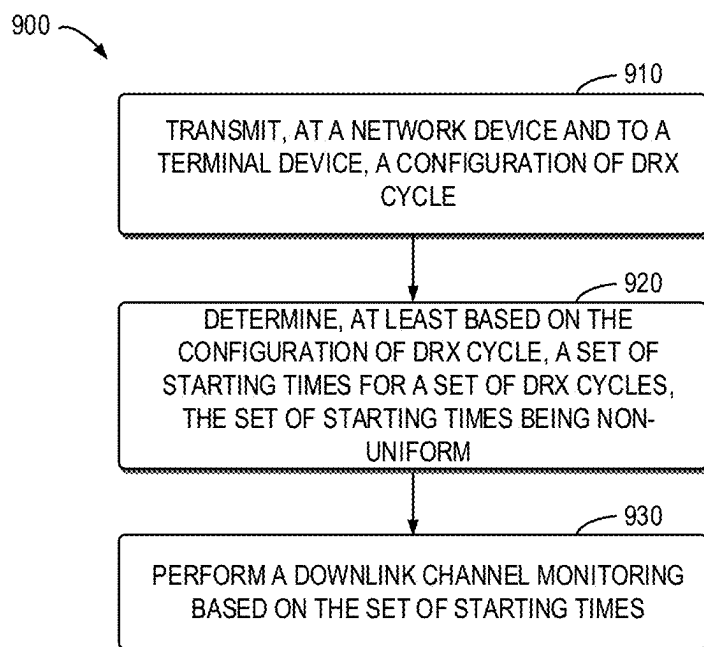 900
910
TRANSMIT, AT A NETWORK DEVICE AND TO A
TERMINAL DEVICE, A CONFIGURATION OF DRX
CYCLE
920
DETERMINE, AT LEAST BASED ON THE
CONFIGURATION OF DRX CYCLE, A SET OF
STARTING TIMES FOR A SET OF DRX CYCLES,
THE SET OF STARTING TIMES BEING NON-
UNIFORM
930
PERFORM A DOWNLINK CHANNEL MONITORING
BASED ON THE SET OF STARTING TIMES